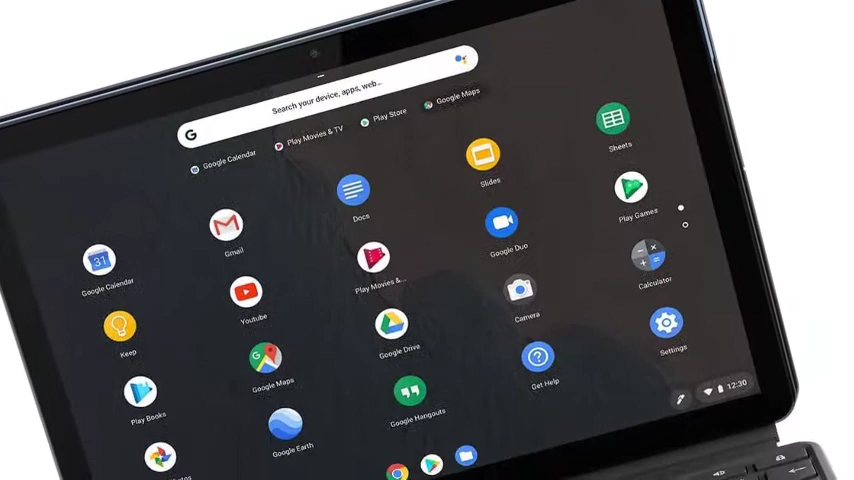 G
Search your device, apps, web...
Google Calendar
Play Movies & TV
Play Store
Google Maps
31
Google Calendar
Gmail
Docs
Slides
Sheets
Keep
Youtube
Play Movies &...
Google Duo
Play Games
Play Books
G
Google Maps
Google Drive
Camera
Calculator
Google Earth
Google Hangouts
Get Help
Settings
12:30